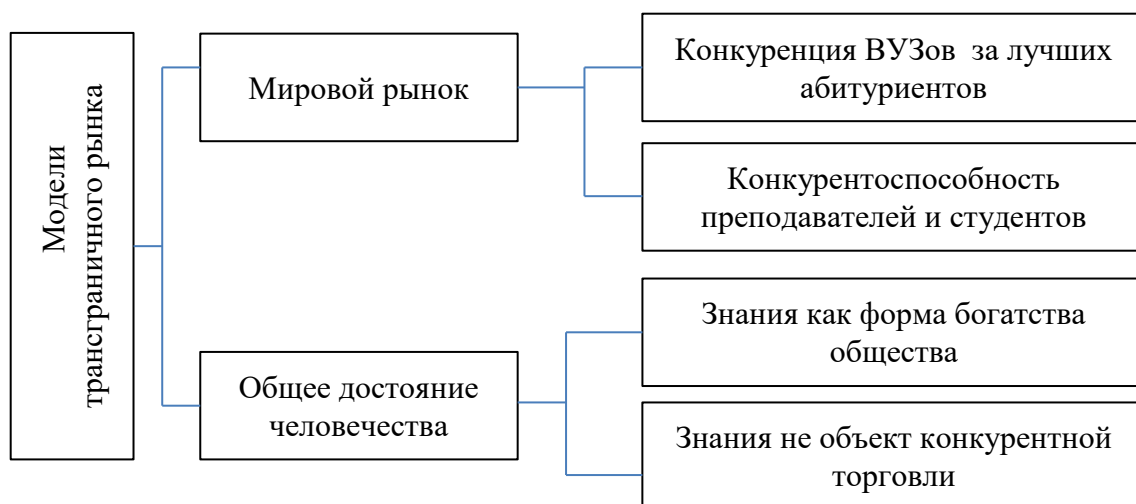 Модели
трансграничного рынка
Мировой рынок
Конкуренция ВУЗов за лучших
абитуриентов
Конкурентоспособность
преподавателей и студентов
Общее достояние
человечества
Знания как форма богатства
общества
Знания не объект конкурентной
торговли